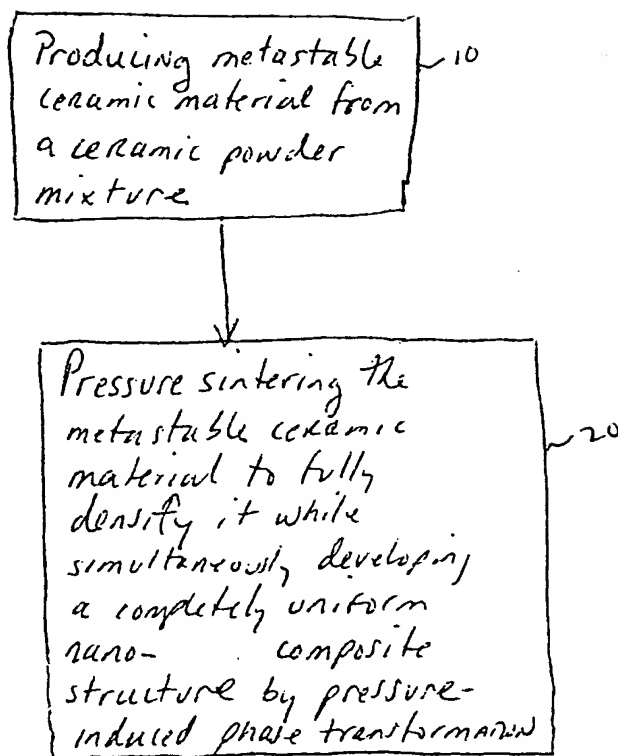 Producing metastable
ceramic material from
a ceramic powder
mixture
10
Pressure sintering the
metastable ceramic
material to fully
density it while
simultaneously developing
a completely uniform
nano- composite
structure by pressure-
induced phase transformation
20